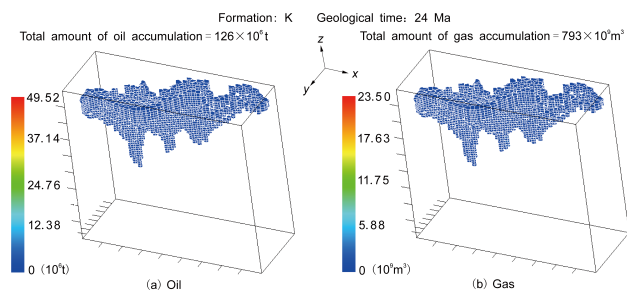 Formation: K Geological time: 24 Ma
Total amount of oil accumulation = 126×10⁶ t
Total amount of gas accumulation = 793×10⁹m³
z
x
y
49.52
37.14
24.76
12.38
0 (10⁶t)
23.50
17.63
11.75
5.88
0 (10⁹m³)
(a) Oil
(b) Gas